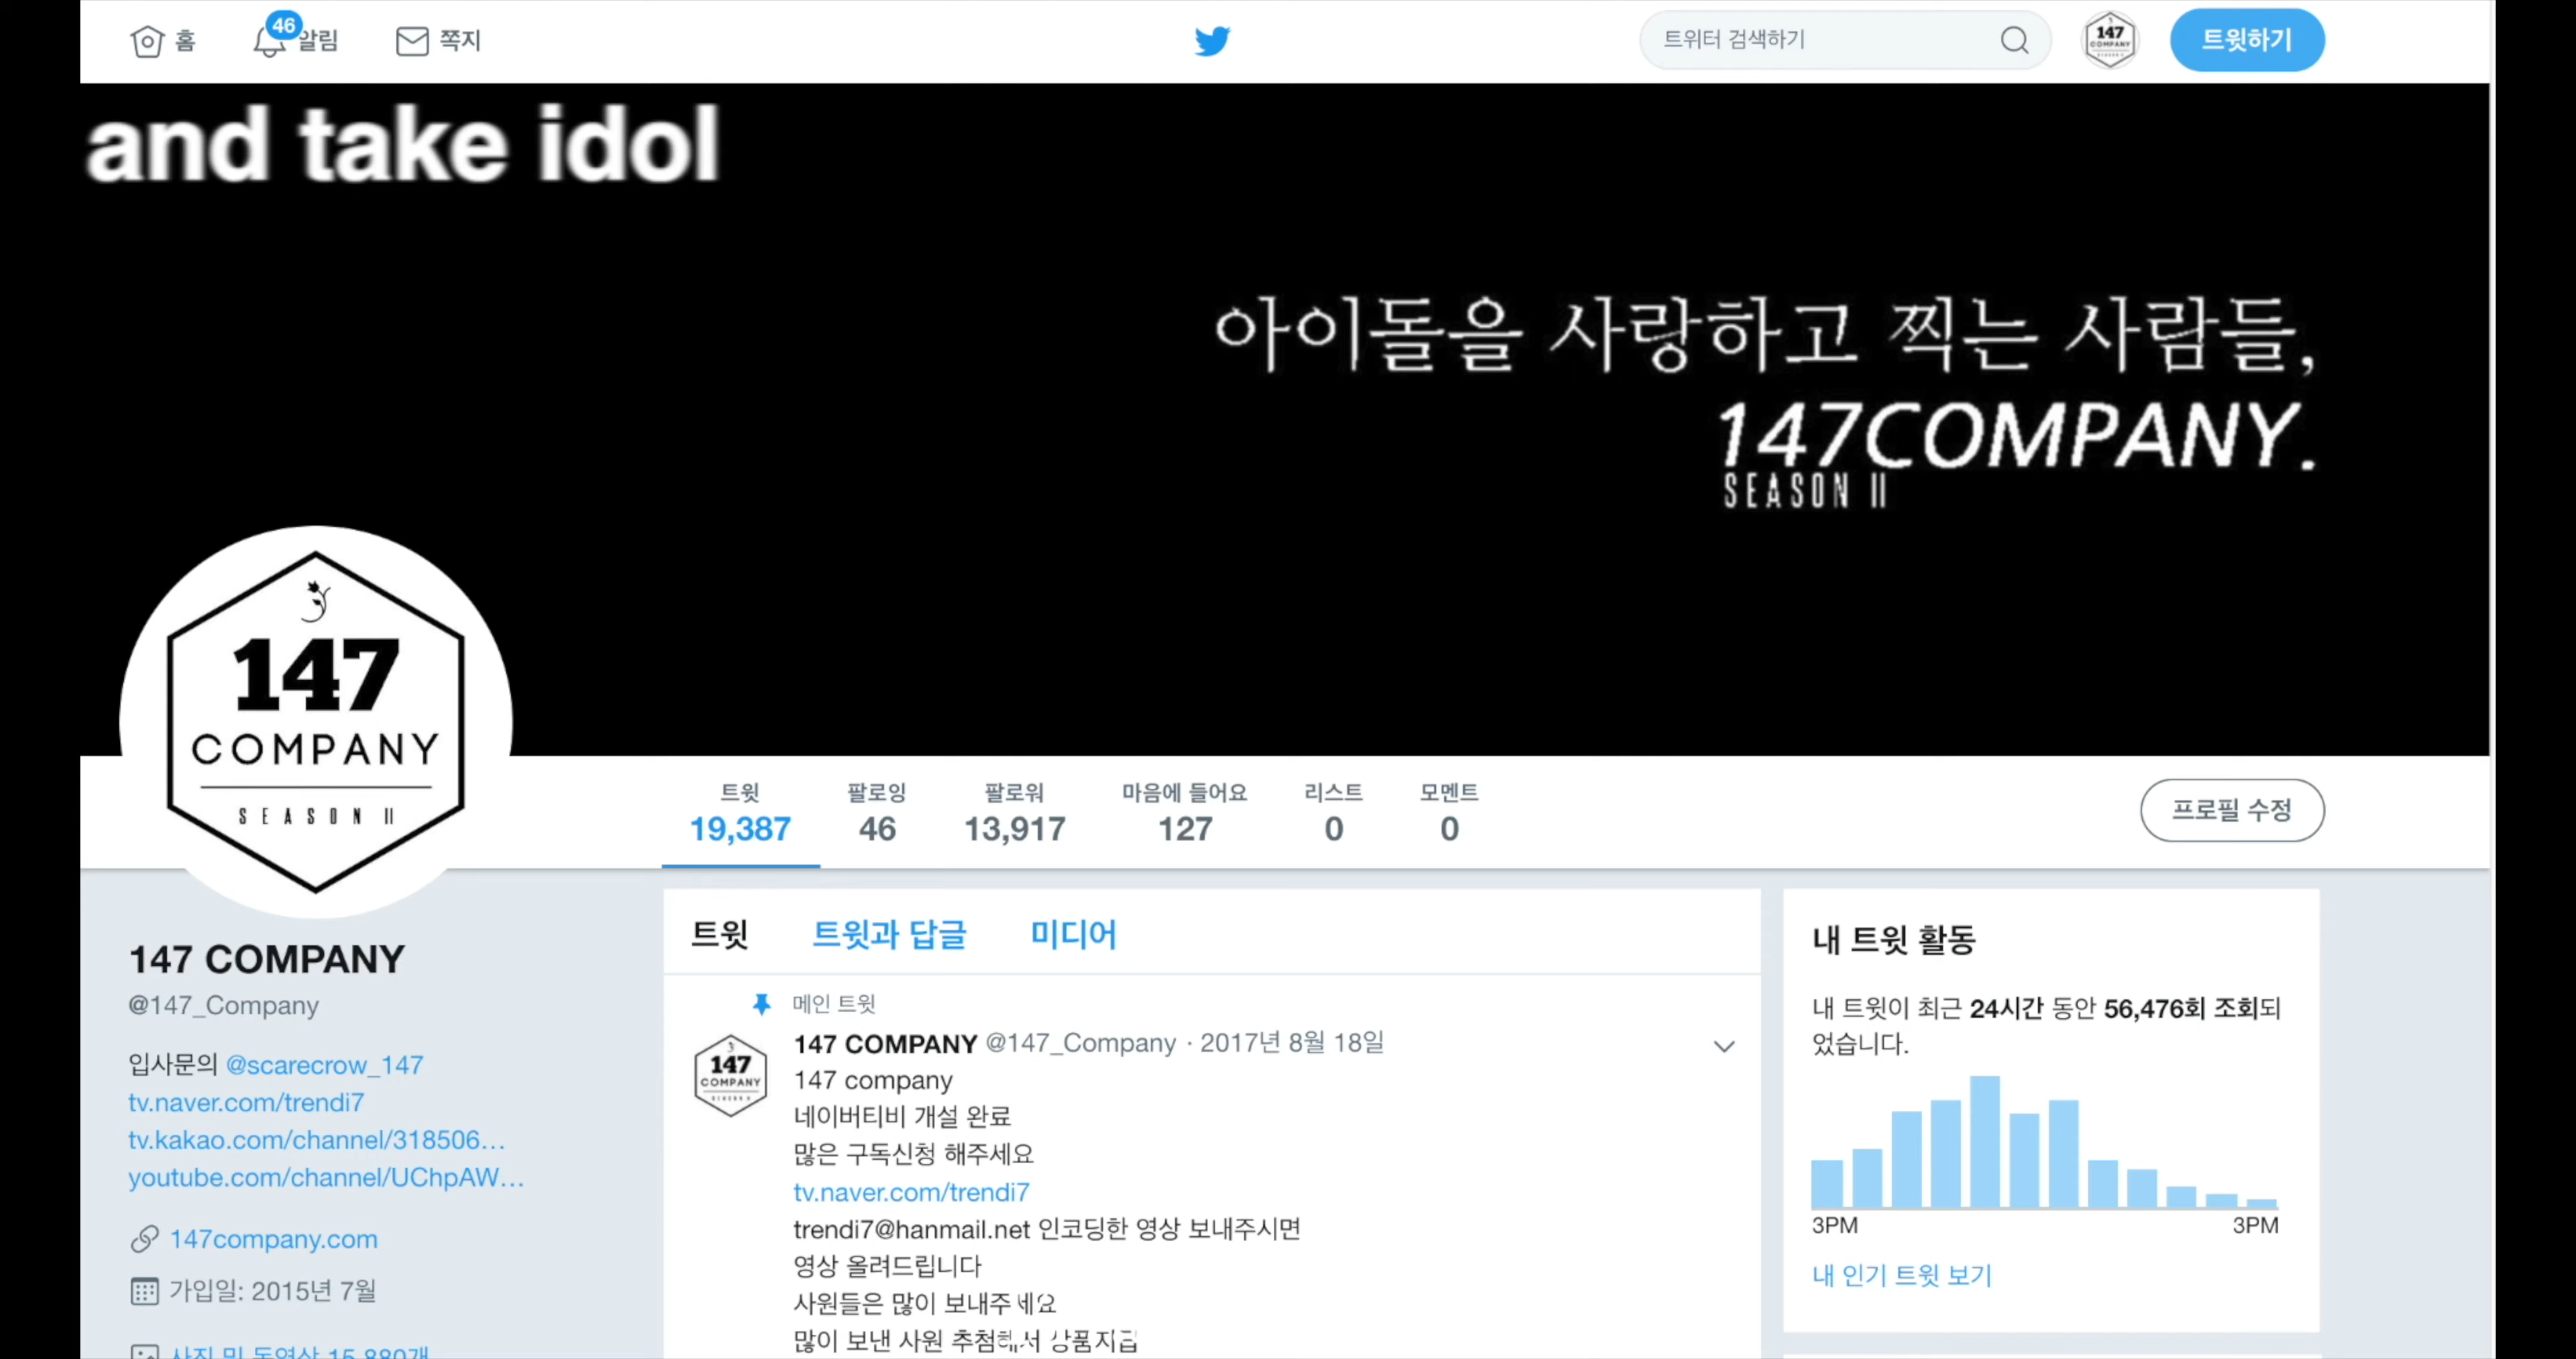 홈
46
알림
쪽지
트위터 검색하기
147
COMPANY
트윗하기
and take idol
아이돌을 사랑하고 찍는 사람들,
147COMPANY.
SEASON II
147
COMPANY
SEASON II
트윗 팔로잉 팔로워 마음에 들어요 리스트 모멘트
19,387 46 13,917 127 0 0
프로필 수정
147 COMPANY
@147_Company
입사문의 @scarecrow_147
tv.naver.com/trendi7
tv.kakao.com/channel/318506…
youtube.com/channel/UChpAW…
147company.com
가입일: 2015년 7월
사진 및 동영상 15,880개
트윗 트윗과 답글 미디어
메인 트윗
147
COMPANY
147 COMPANY @147_Company · 2017년 8월 18일
147 company
네이버티비 개설 완료
많은 구독신청 해주세요
tv.naver.com/trendi7
trendi7@hanmail.net 인코딩한 영상 보내주시면
영상 올려드립니다
사원들은 많이 보내주세요
많이 보낸 사원 추첨해서 상품지급
내 트윗 활동
내 트윗이 최근 24시간 동안 56,476회 조회되
었습니다.
3PM 3PM
내 인기 트윗 보기